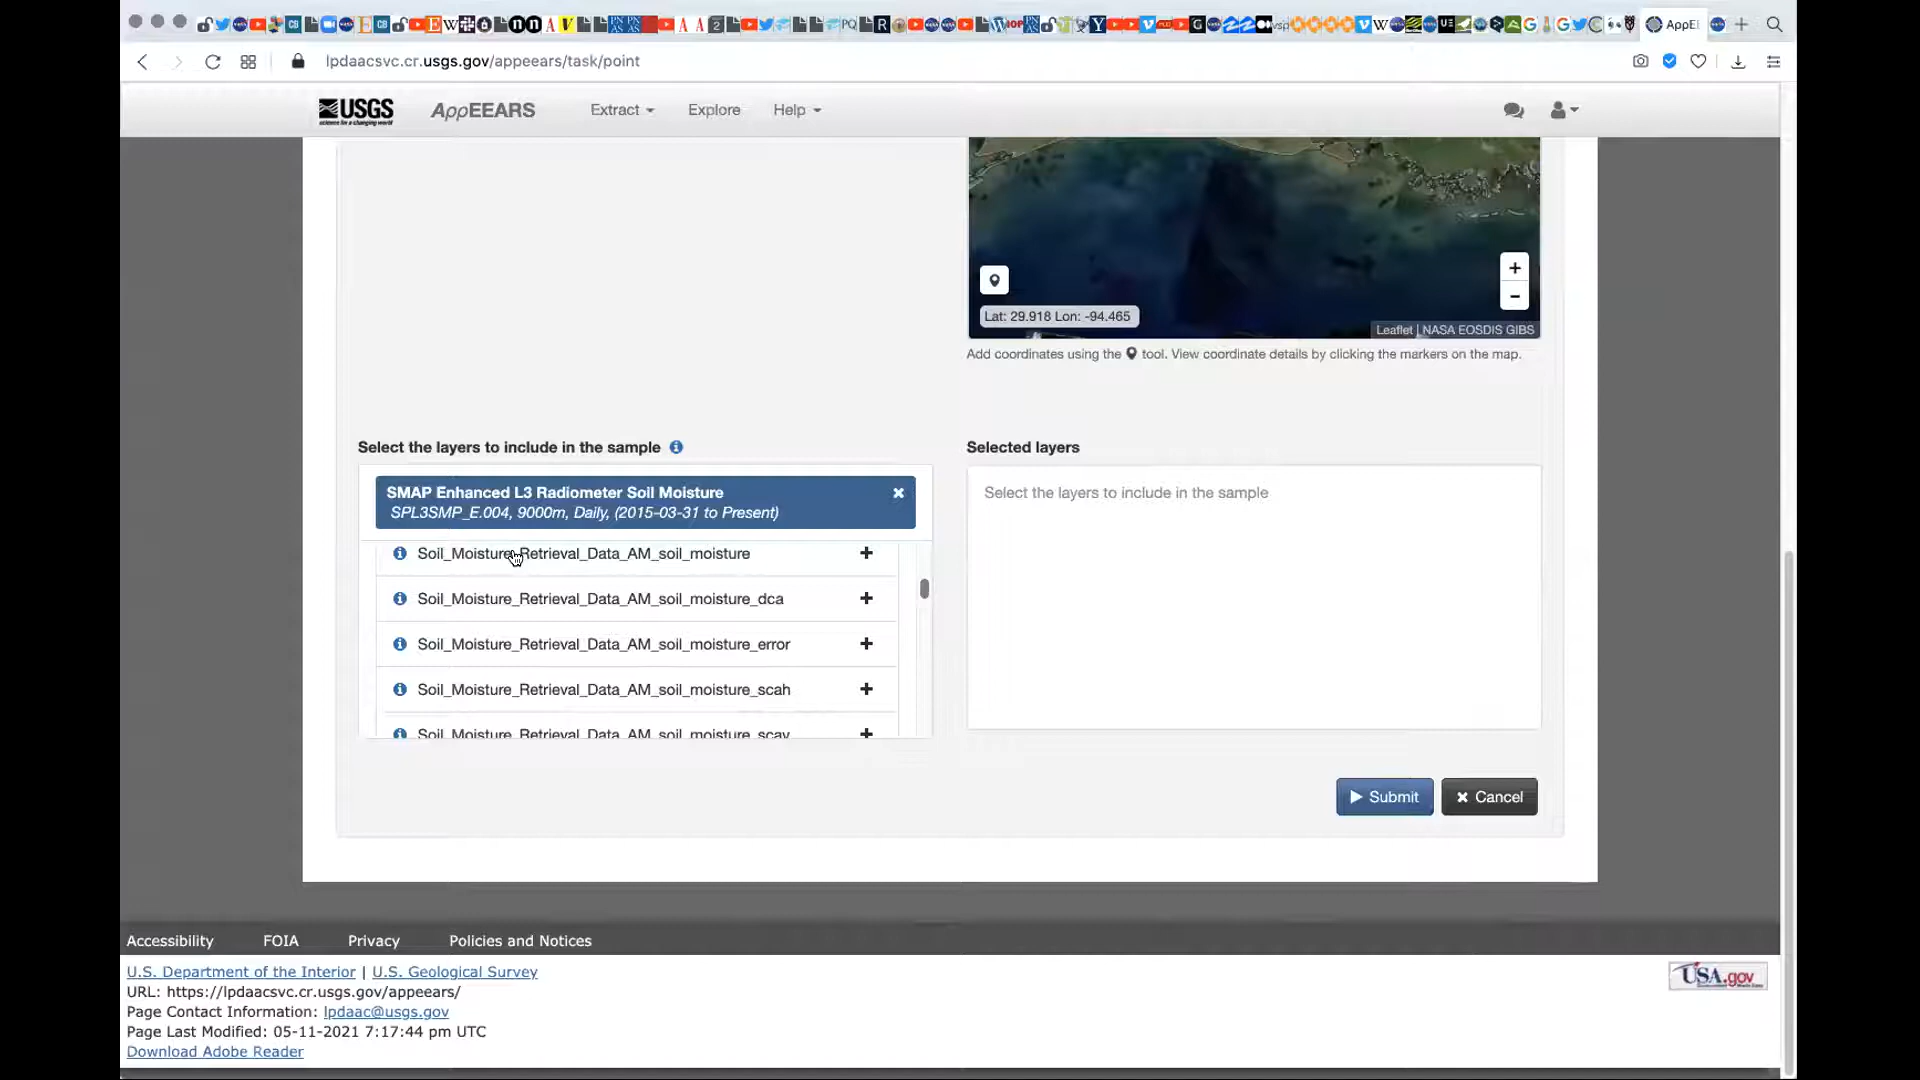 lpdaacsvc.cr.usgs.gov/appeears/task/point
AppEE
USGS
science for a changing world
AppEEARS
Extract
Explore
Help
Lat: 29.918 Lon: -94.465
+
−
Leaflet | NASA EOSDIS GIBS
Add coordinates using the tool. View coordinate details by clicking the markers on the map.
Select the layers to include in the sample
Selected layers
SMAP Enhanced L3 Radiometer Soil Moisture
SPL3SMP_E.004, 9000m, Daily, (2015-03-31 to Present)
Select the layers to include in the sample
Soil_Moisture_Retrieval_Data_AM_soil_moisture
Soil_Moisture_Retrieval_Data_AM_soil_moisture_dca
Soil_Moisture_Retrieval_Data_AM_soil_moisture_error
Soil_Moisture_Retrieval_Data_AM_soil_moisture_scah
Soil_Moisture_Retrieval_Data_AM_soil_moisture_scav
Submit
Cancel
Accessibility FOIA Privacy Policies and Notices
U.S. Department of the Interior | U.S. Geological Survey
URL: https://lpdaacsvc.cr.usgs.gov/appeears/
Page Contact Information: lpdaac@usgs.gov
Page Last Modified: 05-11-2021 7:17:44 pm UTC
Download Adobe Reader
USA.gov